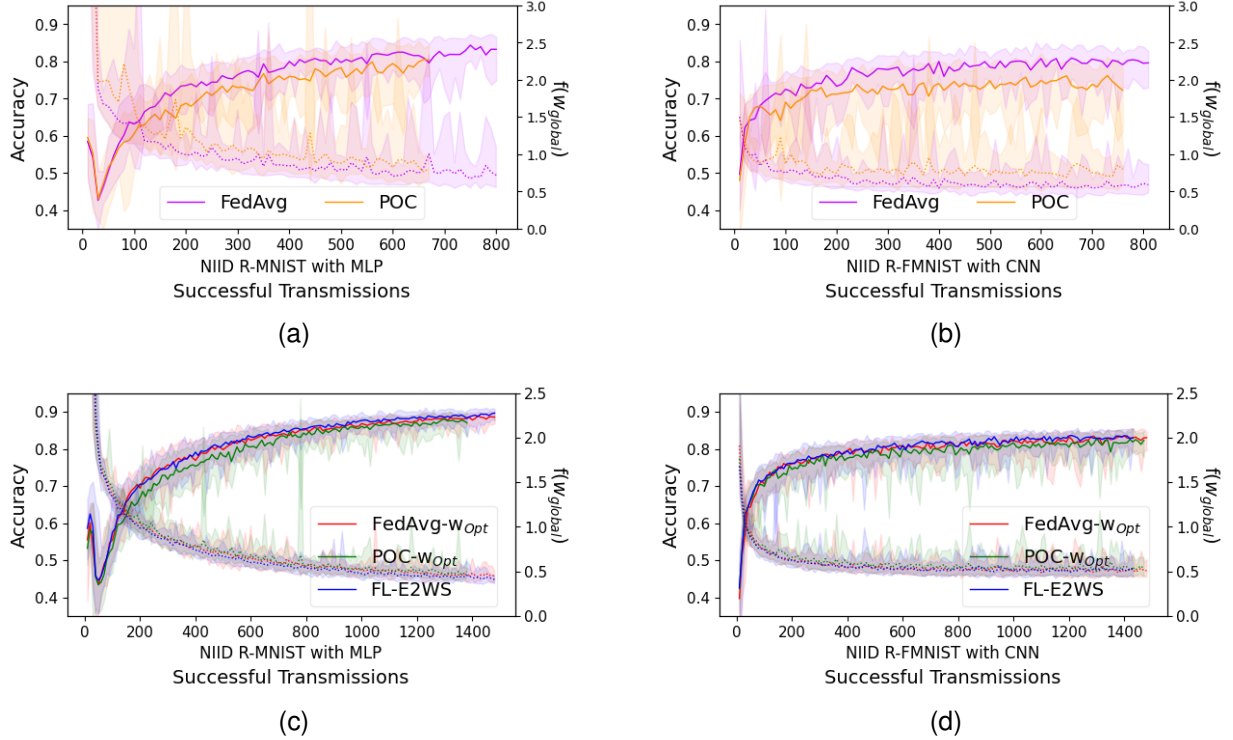 0.9
0.8
0.7
0.6
0.5
0.4
Accuracy
3.0
2.5
2.0
1.5
1.0
0.5
0.0
f(w_global)
FedAvg POC
0 100 200 300 400 500 600 700 800
NIID R-MNIST with MLP
Successful Transmissions
(a)
0.9
0.8
0.7
0.6
0.5
0.4
Accuracy
3.0
2.5
2.0
1.5
1.0
0.5
0.0
f(w_global)
FedAvg POC
0 100 200 300 400 500 600 700 800
NIID R-FMNIST with CNN
Successful Transmissions
(b)
0.9
0.8
0.7
0.6
0.5
0.4
Accuracy
2.5
2.0
1.5
1.0
0.5
0.0
f(w_global)
FedAvg-w_Opt
POC-w_Opt
FL-E2WS
0 200 400 600 800 1000 1200 1400
NIID R-MNIST with MLP
Successful Transmissions
(c)
0.9
0.8
0.7
0.6
0.5
0.4
Accuracy
2.5
2.0
1.5
1.0
0.5
0.0
f(w_global)
FedAvg-w_Opt
POC-w_Opt
FL-E2WS
0 200 400 600 800 1000 1200 1400
NIID R-FMNIST with CNN
Successful Transmissions
(d)